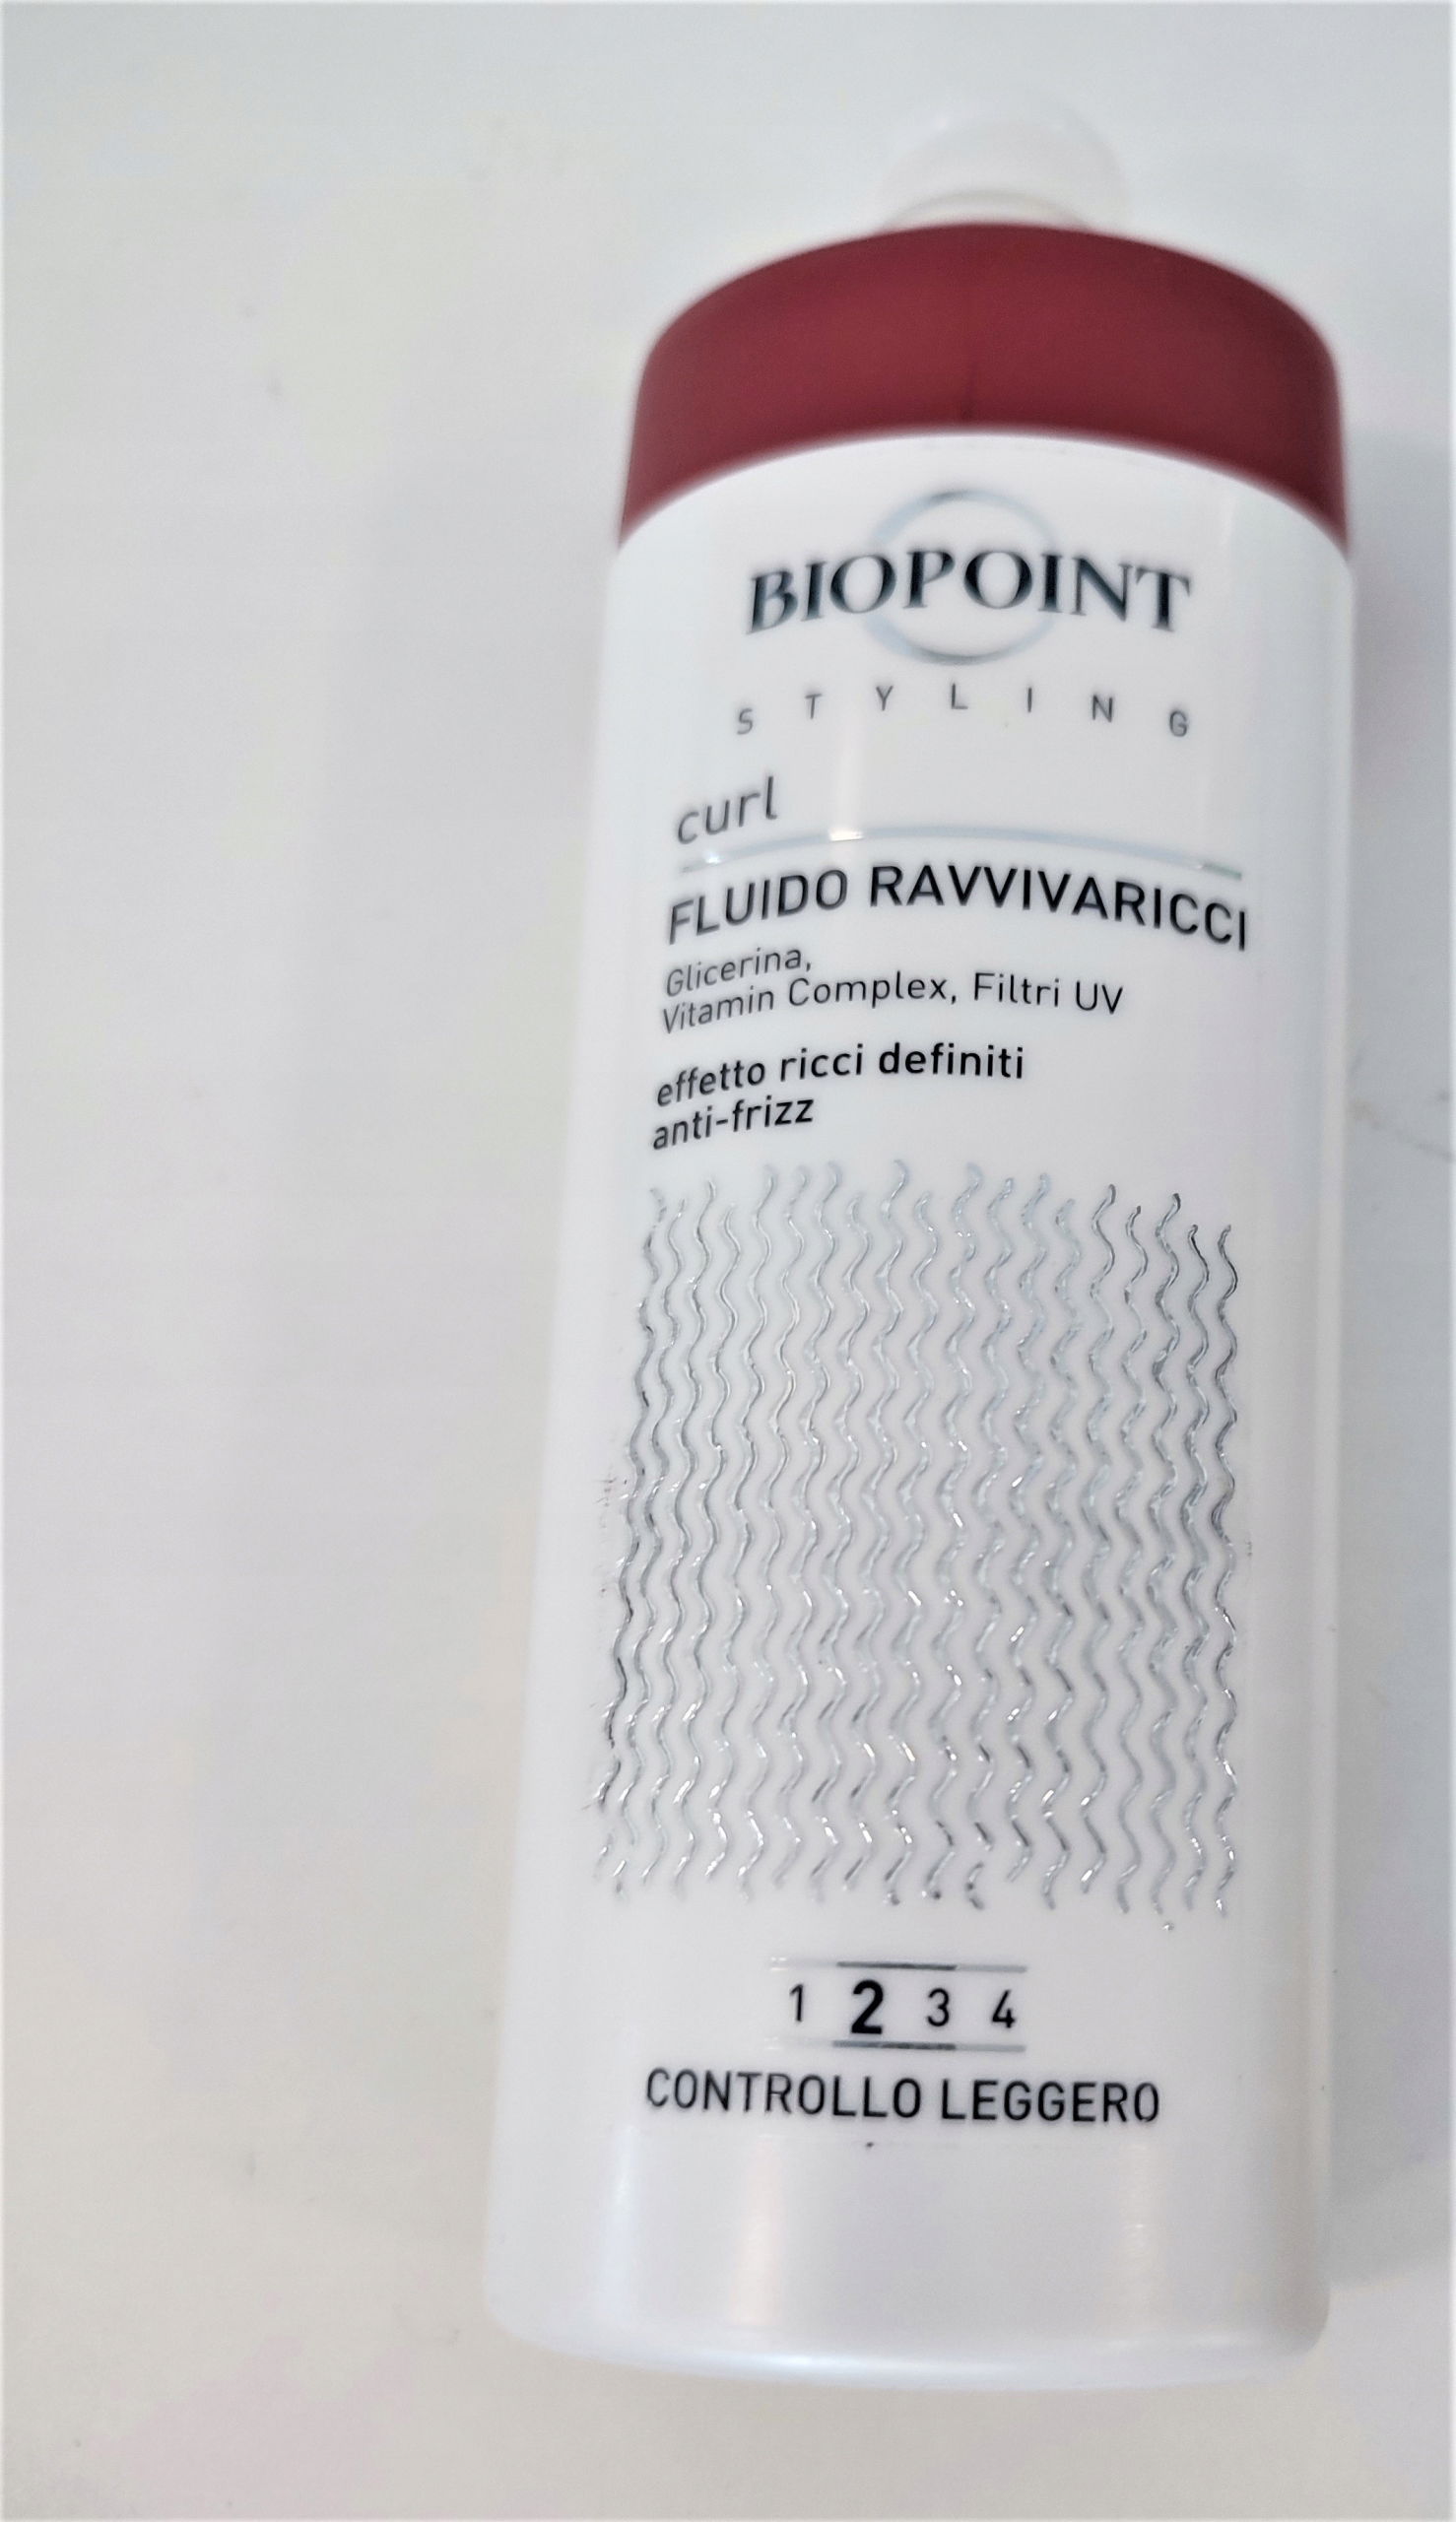 BIOPOINT
STYLING
curl
FLUIDO RAVVIVARICCI
Glicerina,
Vitamin Complex, Filtri UV
effetto ricci definiti
anti-frizz
1 2 3 4
CONTROLLO LEGGERO